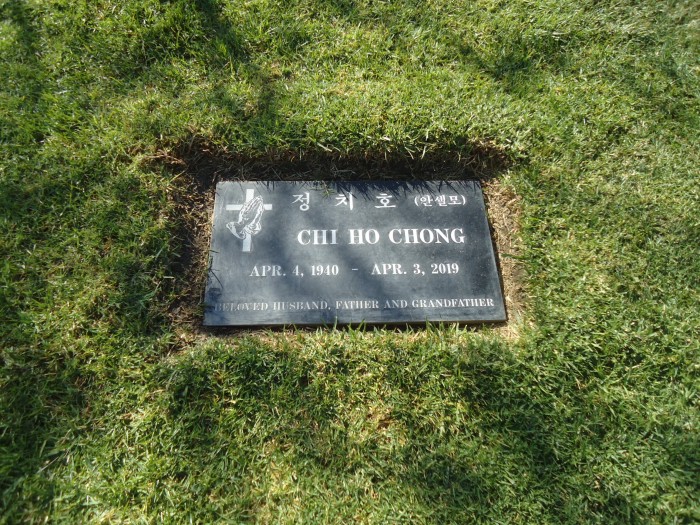 정 치 호 (안셀모)
CHI HO CHONG
APR. 4, 1940 - APR. 3, 2019
BELOVED HUSBAND, FATHER AND GRANDFATHER